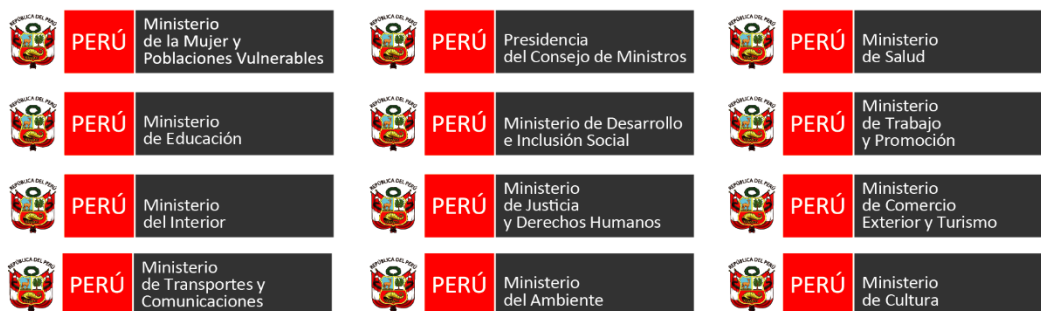 REPÚBLICA DEL PERÚ
PERÚ
Ministerio
de la Mujer y
Poblaciones Vulnerables
REPÚBLICA DEL PERÚ
PERÚ
Presidencia
del Consejo de Ministros
REPÚBLICA DEL PERÚ
PERÚ
Ministerio
de Salud
REPÚBLICA DEL PERÚ
PERÚ
Ministerio
de Educación
REPÚBLICA DEL PERÚ
PERÚ
Ministerio de Desarrollo
e Inclusión Social
REPÚBLICA DEL PERÚ
PERÚ
Ministerio
de Trabajo
y Promoción
REPÚBLICA DEL PERÚ
PERÚ
Ministerio
del Interior
REPÚBLICA DEL PERÚ
PERÚ
Ministerio
de Justicia
y Derechos Humanos
REPÚBLICA DEL PERÚ
PERÚ
Ministerio
de Comercio
Exterior y Turismo
REPÚBLICA DEL PERÚ
PERÚ
Ministerio
de Transportes y
Comunicaciones
REPÚBLICA DEL PERÚ
PERÚ
Ministerio
del Ambiente
REPÚBLICA DEL PERÚ
PERÚ
Ministerio
de Cultura